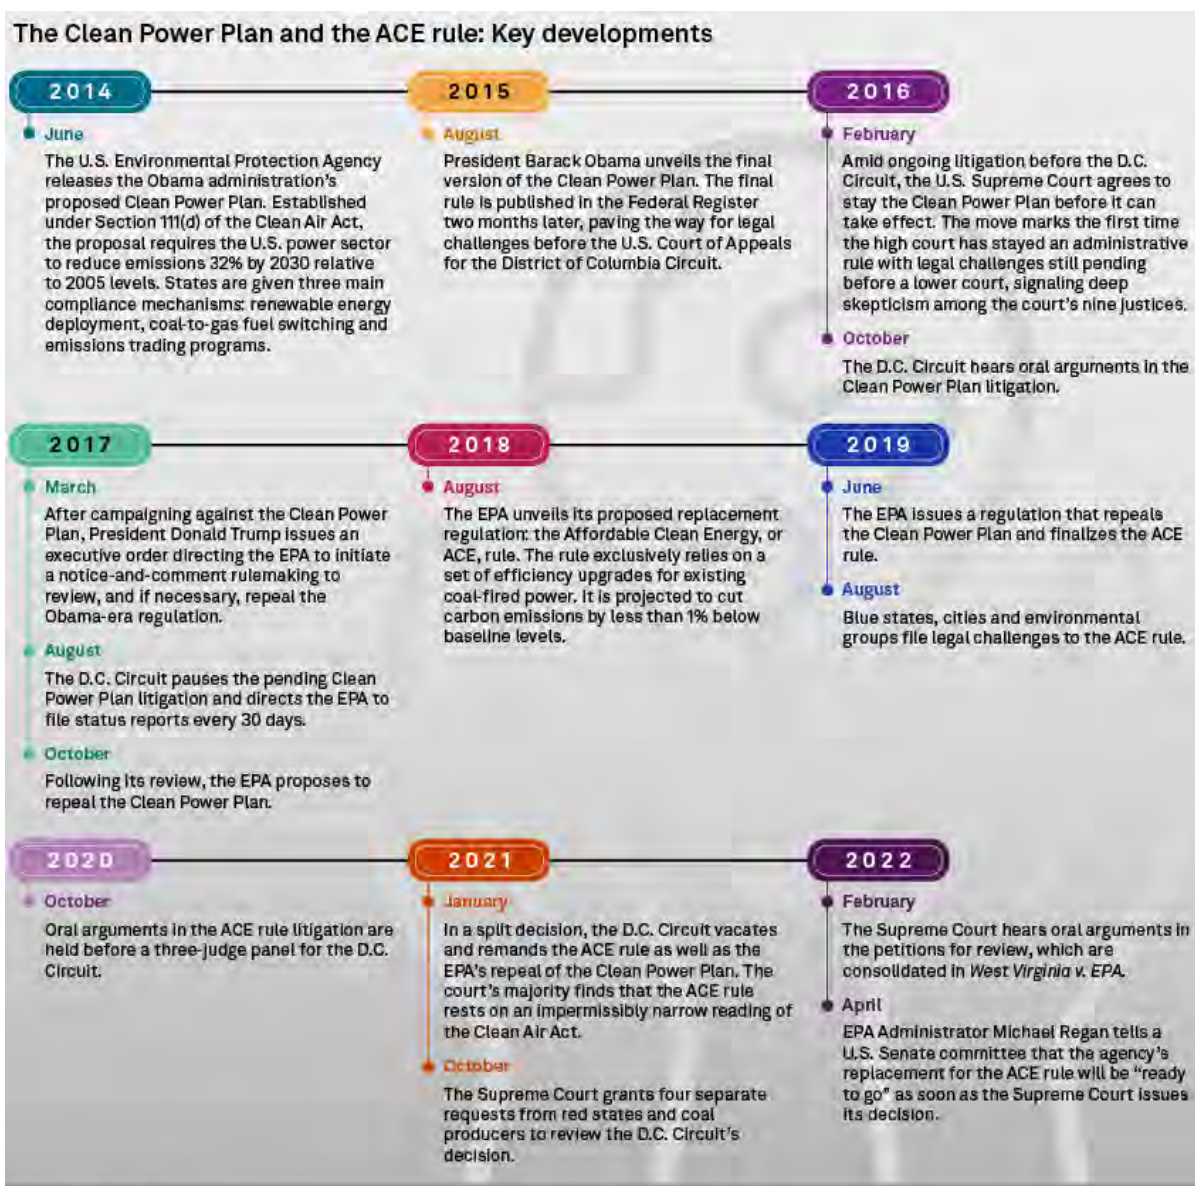 The Clean Power Plan and the ACE rule: Key developments
2014
June
The U.S. Environmental Protection Agency
releases the Obama administration's
proposed Clean Power Plan. Established
under Section 111(d) of the Clean Air Act,
the proposal requires the U.S. power sector
to reduce emissions 32% by 2030 relative
to 2005 levels. States are given three main
compliance mechanisms: renewable energy
deployment, coal-to-gas fuel switching and
emissions trading programs.
2015
August
President Barack Obama unveils the final
version of the Clean Power Plan. The final
rule is published in the Federal Register
two months later, paving the way for legal
challenges before the U.S. Court of Appeals
for the District of Columbia Circuit.
2016
February
Amid ongoing litigation before the D.C.
Circuit, the U.S. Supreme Court agrees to
stay the Clean Power Plan before it can
take effect. The move marks the first time
the high court has stayed an administrative
rule with legal challenges still pending
before a lower court, signaling deep
skepticism among the court's nine justices.
October
The D.C. Circuit hears oral arguments in the
Clean Power Plan litigation.
2017
March
After campaigning against the Clean Power
Plan, President Donald Trump issues an
executive order directing the EPA to initiate
a notice-and-comment rulemaking to
review, and if necessary, repeal the
Obama-era regulation.
August
The D.C. Circuit pauses the pending Clean
Power Plan litigation and directs the EPA to
file status reports every 30 days.
October
Following its review, the EPA proposes to
repeal the Clean Power Plan.
2018
August
The EPA unveils its proposed replacement
regulation: the Affordable Clean Energy, or
ACE, rule. The rule exclusively relies on a
set of efficiency upgrades for existing
coal-fired power. It is projected to cut
carbon emissions by less than 1% below
baseline levels.
2019
June
The EPA issues a regulation that repeals
the Clean Power Plan and finalizes the ACE
rule.
August
Blue states, cities and environmental
groups file legal challenges to the ACE rule.
2020
October
Oral arguments in the ACE rule litigation are
held before a three-judge panel for the D.C.
Circuit.
2021
January
In a split decision, the D.C. Circuit vacates
and remands the ACE rule as well as the
EPA's repeal of the Clean Power Plan. The
court's majority finds that the ACE rule
rests on an impermissibly narrow reading of
the Clean Air Act.
October
The Supreme Court grants four separate
requests from red states and coal
producers to review the D.C. Circuit's
decision.
2022
February
The Supreme Court hears oral arguments in
the petitions for review, which are
consolidated in West Virginia v. EPA.
April
EPA Administrator Michael Regan tells a
U.S. Senate committee that the agency's
replacement for the ACE rule will be "ready
to go" as soon as the Supreme Court issues
its decision.